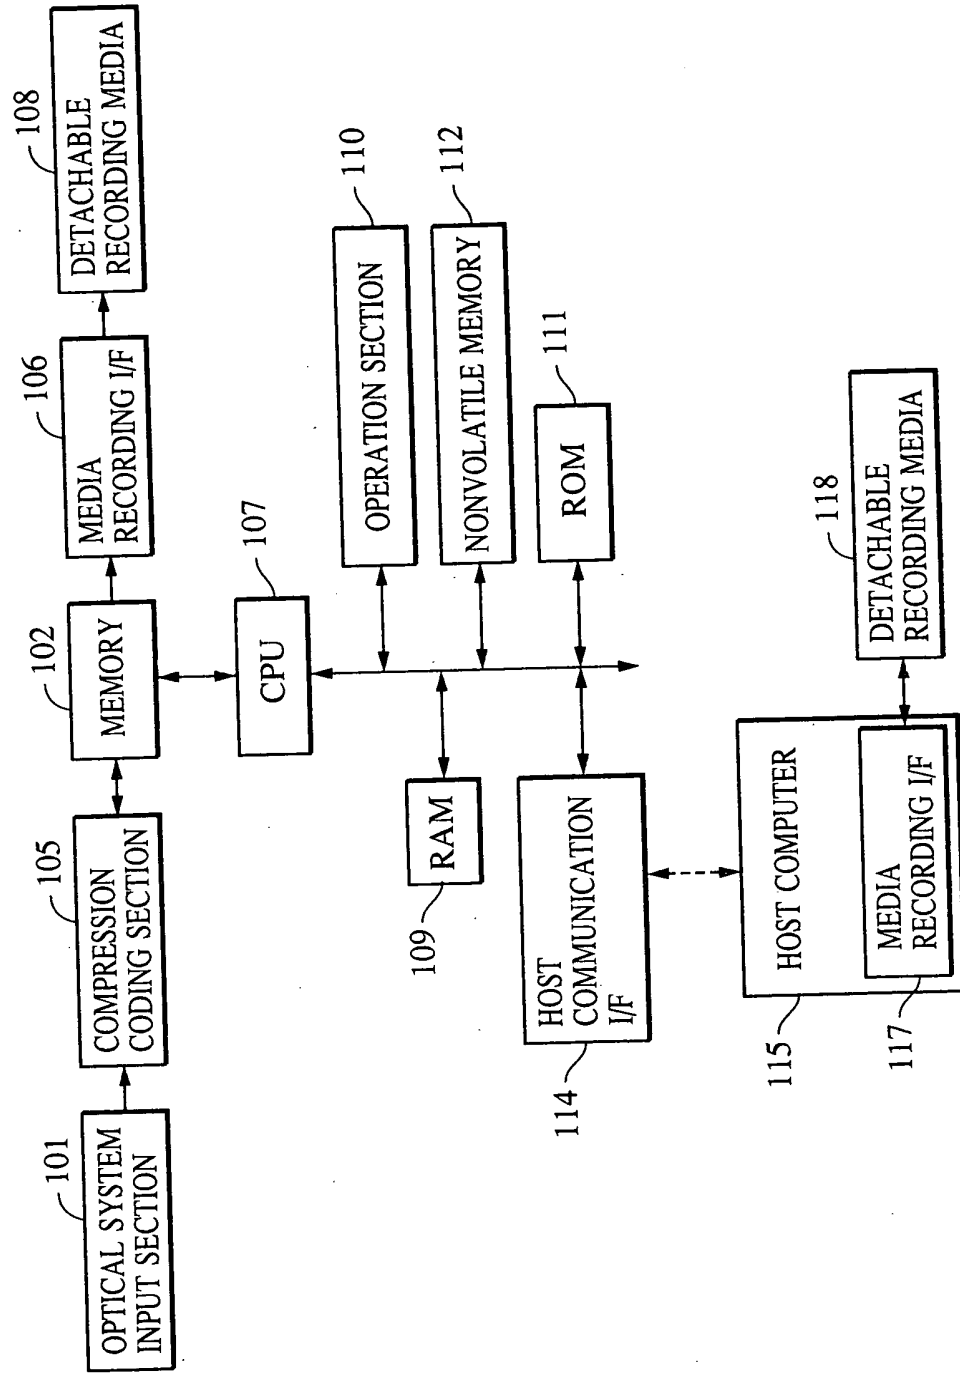 101
OPTICAL SYSTEM
INPUT SECTION
105
COMPRESSION
CODING SECTION
102
MEMORY
106
MEDIA
RECORDING I/F
108
DETACHABLE
RECORDING MEDIA
107
CPU
110
OPERATION SECTION
112
NONVOLATILE MEMORY
111
ROM
109
RAM
114
HOST
COMMUNICATION
I/F
115
HOST COMPUTER
117
MEDIA
RECORDING I/F
118
DETACHABLE
RECORDING MEDIA